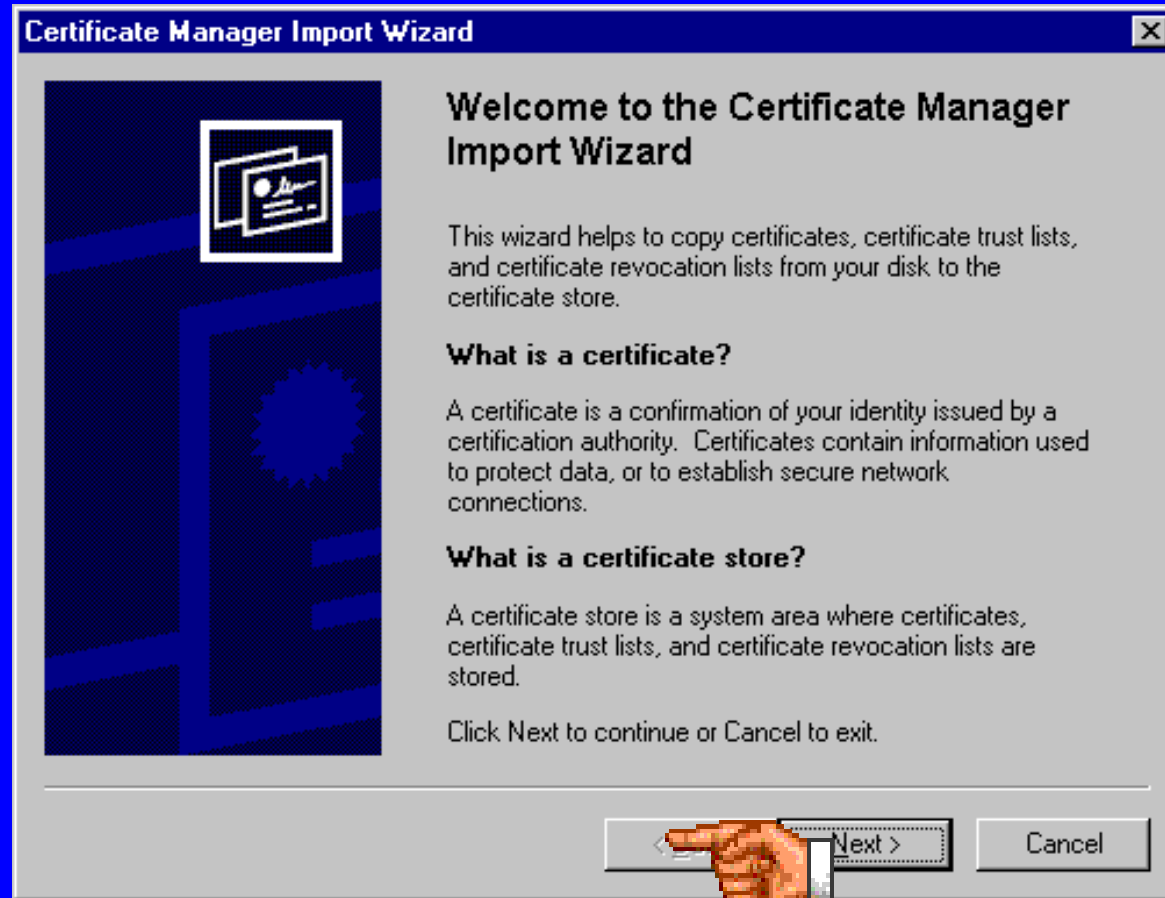 Certificate Manager Import Wizard
Welcome to the Certificate Manager
Import Wizard
This wizard helps to copy certificates, certificate trust lists,
and certificate revocation lists from your disk to the
certificate store.
What is a certificate?
A certificate is a confirmation of your identity issued by a
certification authority.  Certificates contain information used
to protect data, or to establish secure network
connections.
What is a certificate store?
A certificate store is a system area where certificates,
certificate trust lists, and certificate revocation lists are
stored.
Click Next to continue or Cancel to exit.
< Next > Cancel